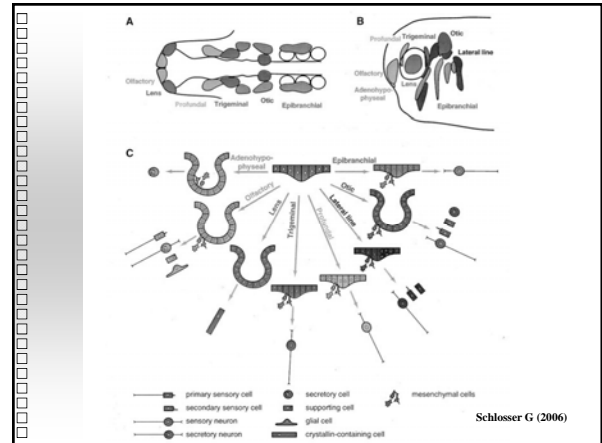 A
Olfactory
Lens
Profundal
Trigeminal
Otic
Epibranchial
B
Profundal
Trigeminal
Otic
Lateral line
Olfactory
Adenohypo-
physeal
Lens
Epibranchial
C
Adenohypo-
physeal
Epibranchial
Olfactory
Otic
Lens
Lateral line
Trigeminal
Profundal
primary sensory cell
secondary sensory cell
sensory neuron
secretory neuron
secretory cell
supporting cell
glial cell
crystallin-containing cell
mesenchymal cells
Schlosser G (2006)